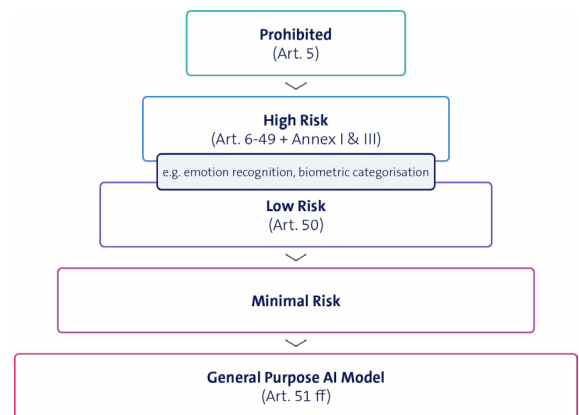 Prohibited
(Art. 5)
High Risk
(Art. 6-49 + Annex I & III)
e.g. emotion recognition, biometric categorisation
Low Risk
(Art. 50)
Minimal Risk
General Purpose AI Model
(Art. 51 ff)